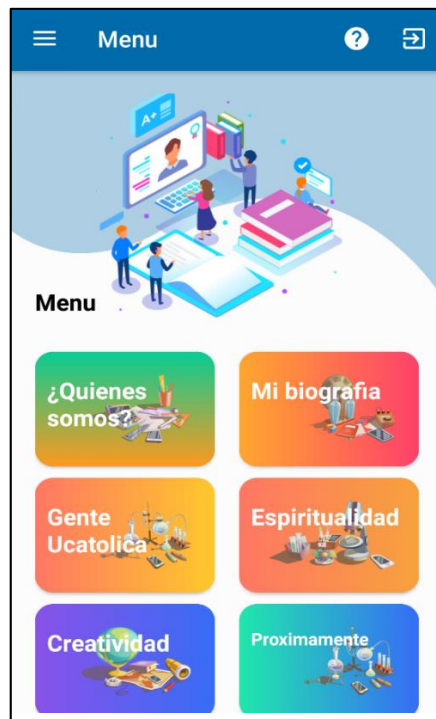 Menu
A+
Menu
¿Quienes
somos?
Mi biografia
Gente
Ucatolica
Espiritualidad
Creatividad
Proximamente